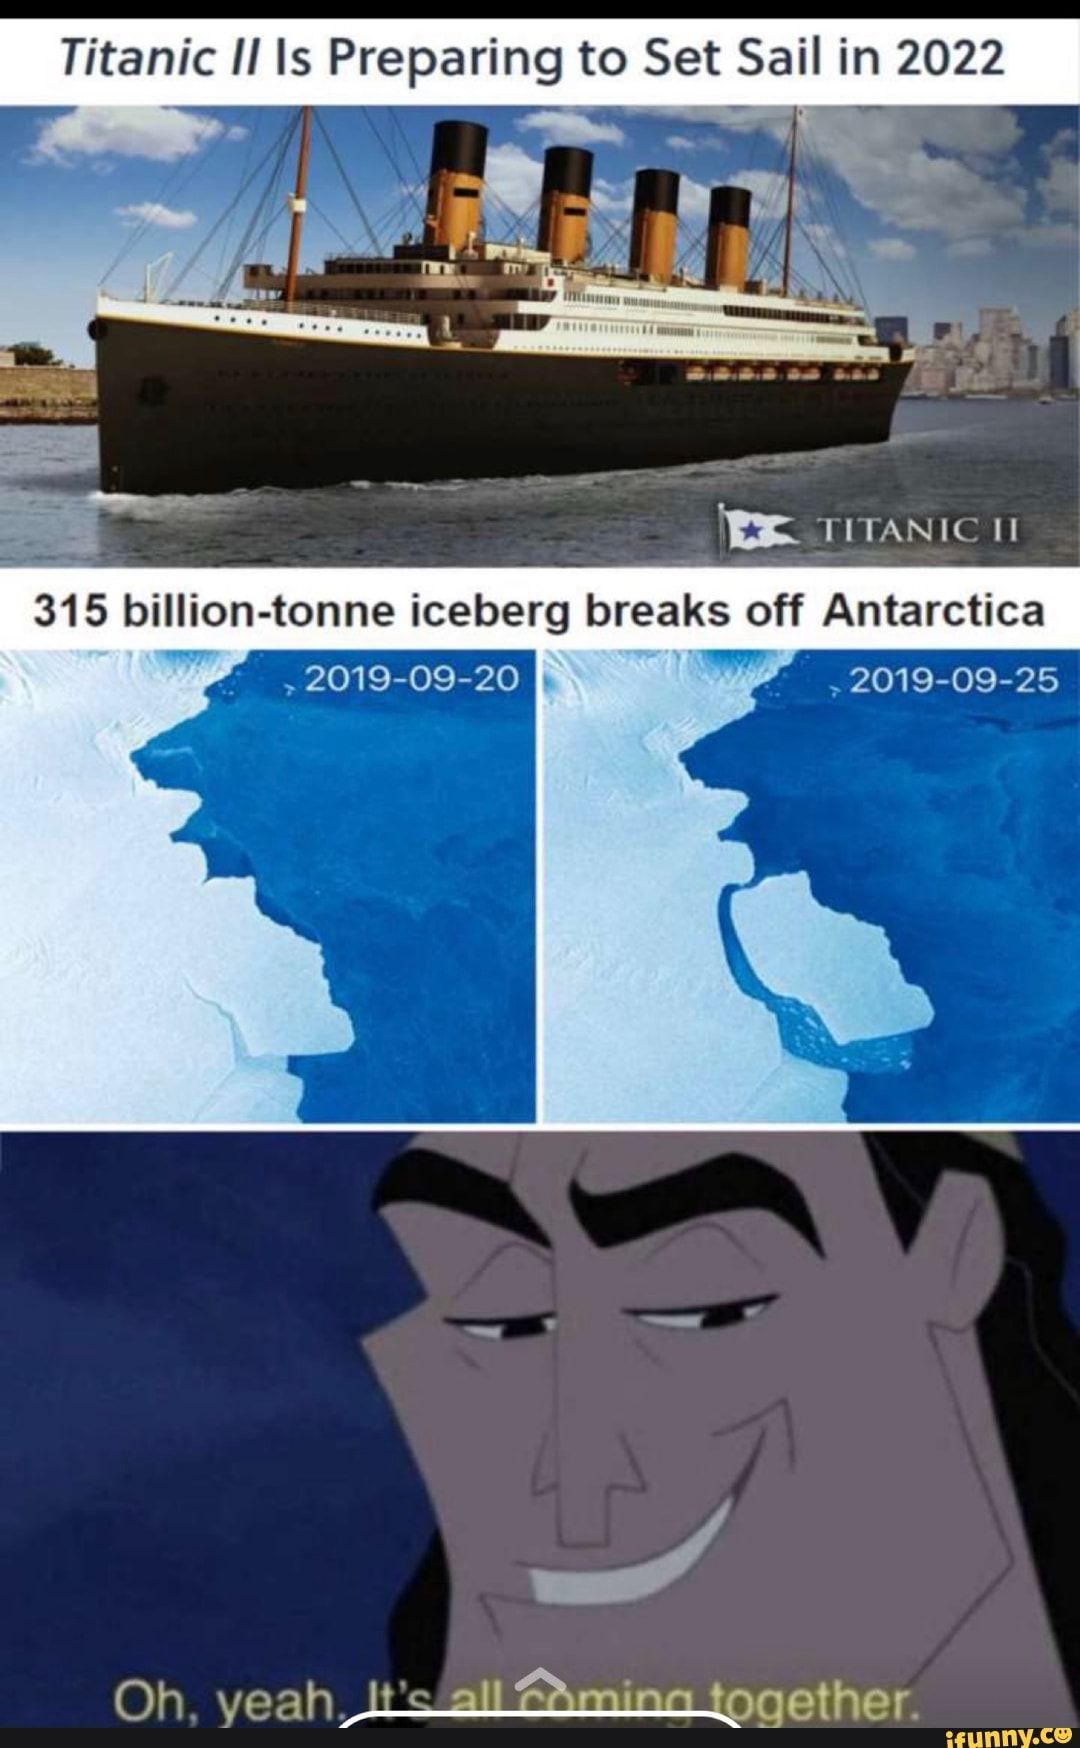 Titanic II Is Preparing to Set Sail in 2022
TITANIC II
315 billion-tonne iceberg breaks off Antarctica
2019-09-20
2019-09-25
Oh, yeah. It's all coming together.
ifunny.co